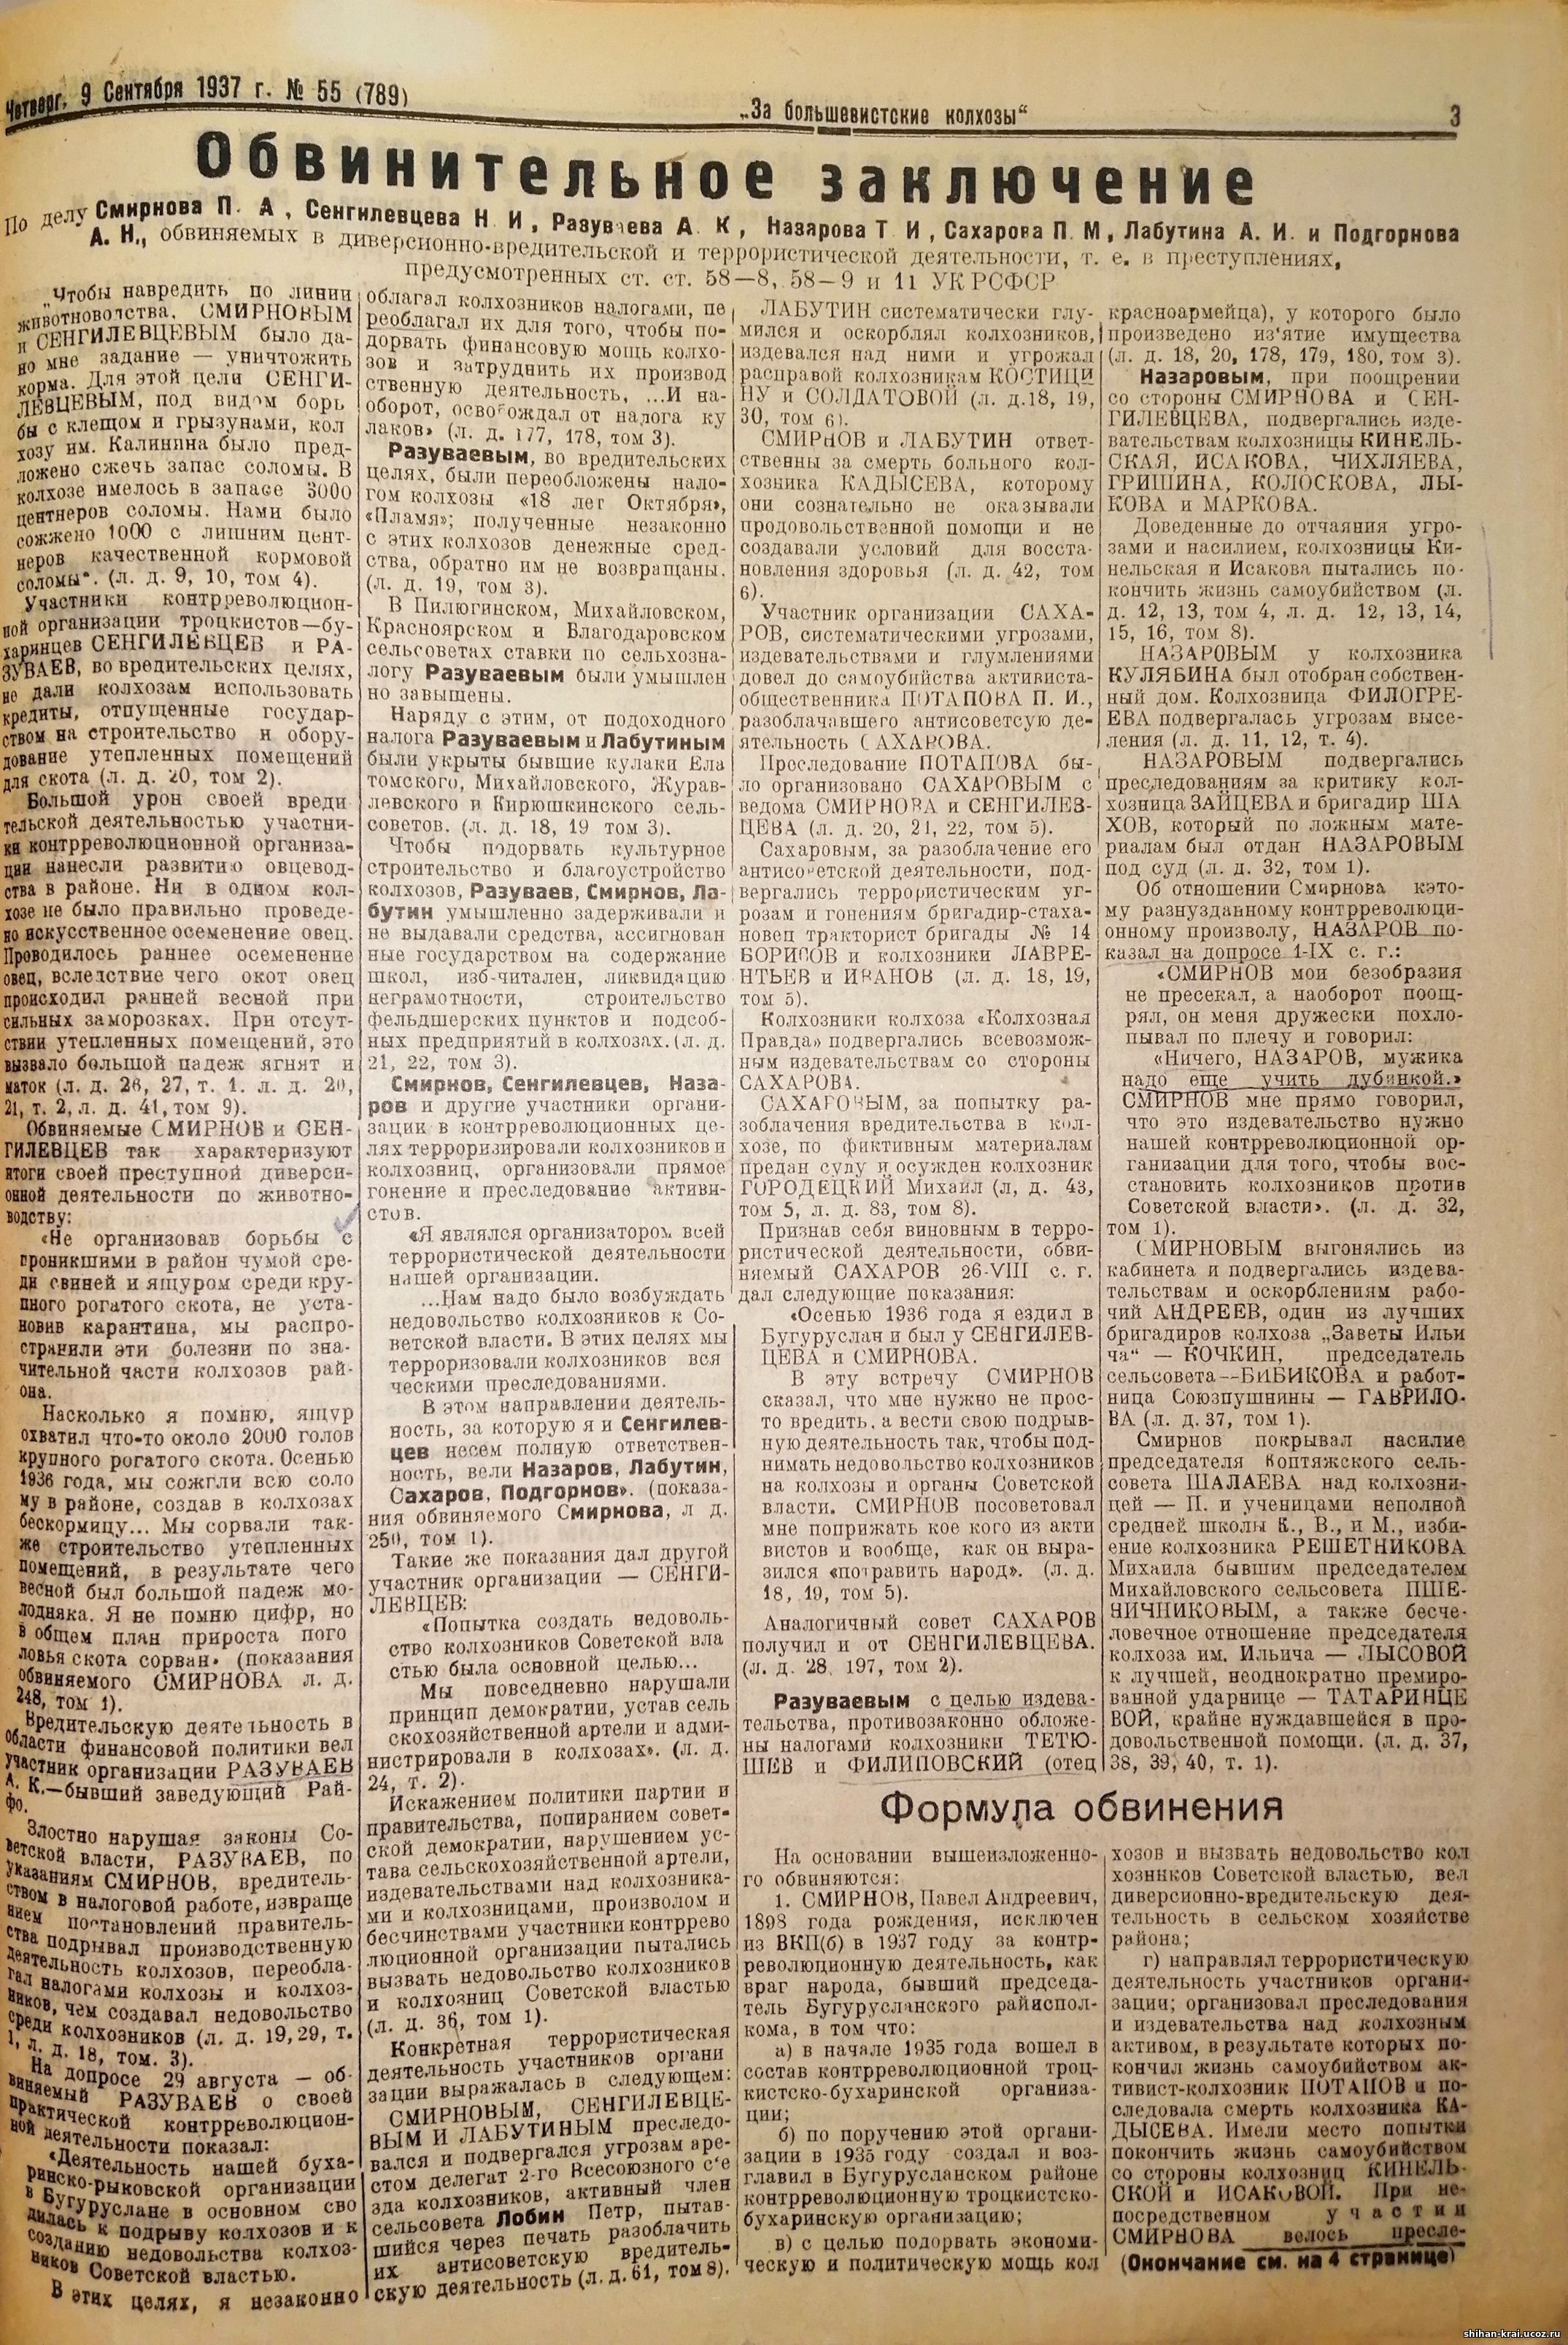 Четверг, 9 Сентября 1937 г. № 55 (789)
„За большевистские колхозы“
3
Обвинительное заключение
По делу Смирнова П. А , Сенгилевцева Н И , Разуваева А К , Назарова Т И , Сахарова П М , Лабутина А. И. и Подгорнова
А. Н., обвиняемых в диверсионно-вредительской и террористической деятельности, т. е. в преступлениях,
предусмотренных ст. ст. 58—8, 58—9 и 11 УК РСФСР
„Чтобы навредить по линии
животноводства, СМИРНОВЫМ
и СЕНГИЛЕВЦЕВЫМ было да-
но мне задание — уничтожить
корма. Для этой цели СЕНГИ-
ЛЕВЦЕВЫМ, под видом борь
бы с клещом и грызунами, кол
хозу им. Калинина было пред-
ложено сжечь запас соломы. В
колхозе имелось в запасе 3000
центнеров соломы. Нами было
сожжено 1000 с лишним цент-
неров качественной кормовой
соломы“. (л. д. 9, 10, том 4).
Участники контрреволюцион-
ной организации троцкистов—бу-
харинцев СЕНГИЛЕВЦЕВ и РА-
ЗУВАЕВ, во вредительских целях,
не дали колхозам использовать
кредиты, отпущенные государ-
ством на строительство и обору-
дование утепленных помещений
для скота (л. д. 20, том 2).
Большой урон своей вреди
тельской деятельностью участни-
ки контрреволюционной организа-
ции нанесли развитию овцевод-
ства в районе. Ни в одном кол-
хозе не было правильно проведе-
но искусственное осеменение овец.
Проводилось раннее осеменение
овец, вследствие чего окот овец
происходил ранней весной при
сильных заморозках. При отсут-
ствии утепленных помещений, это
вызвало большой падеж ягнят и
маток (л. д. 26, 27, т. 1. л. д. 20,
21, т. 2, л. д. 41, том 9).
Обвиняемые СМИРНОВ и СЕН-
ГИЛЕВЦЕВ так характеризуют
итоги своей преступной диверси-
онной деятельности по животно-
водству:
«Не организовав борьбы с
проникшими в район чумой сре-
ди свиней и ящуром среди кру-
пного рогатого скота, не уста-
новив карантина, мы распро-
странили эти болезни по зна-
чительной части колхозов рай-
она.
Насколько я помню, ящур
охватил что-то около 2000 голов
крупного рогатого скота. Осенью
1936 года, мы сожгли всю соло
му в районе, создав в колхозах
бескормицу... Мы сорвали так-
же строительство утепленных
помещений, в результате чего
весной был большой падеж мо-
лодняка. Я не помню цифр, но
в общем план прироста пого
ловья скота сорван» (показания
обвиняемого СМИРНОВА л. д.
248, том 1).
Вредительскую деятельность в
области финансовой политики вел
участник организации РАЗУВАЕВ
А. К.—бывший заведующий Рай-
фо.
Злостно нарушая законы Со-
ветской власти, РАЗУВАЕВ, по
указаниям СМИРНОВ, вредитель-
ством в налоговой работе, извраще
нием постановлений правитель-
ства подрывал производственную
деятельность колхозов, переобла-
гал налогами колхозы и колхоз-
ников, чем создавал недовольство
среди колхозников (л. д. 19, 29, т.
1, л. д. 18, том. 3).
На допросе 29 августа — об-
виняемый РАЗУВАЕВ о своей
практической контрреволюцион-
ной деятельности показал:
«Деятельность нашей буха-
ринско-рыковской организации
в Бугуруслане в основном сво
дилась к подрыву колхозов и к
созданию недовольства колхоз-
ников Советской властью.
В этих целях, я незаконно
облагал колхозников налогами, пе
реоблагал их для того, чтобы по-
дорвать финансовую мощь колхо-
зов и затруднить их производ
ственную деятельность, ...И на-
оборот, освобождал от налога ку
лаков» (л. д. 177, 178, том 3).
Разуваевым, во вредительских
целях, были переобложены нало-
гом колхозы «18 лет Октября»,
«Пламя»; полученные незаконно
с этих колхозов денежные сред-
ства, обратно им не возвращаны.
(л. д. 19, том 3).
В Пилюгинском, Михайловском,
Красноярском и Благодаровском
сельсоветах ставки по сельхозна-
логу Разуваевым были умышлен
но завышены.
Наряду с этим, от подоходного
налога Разуваевым и Лабутиным
были укрыты бывшие кулаки Ела
томского, Михайловского, Журав-
левского и Кирюшкинского сель-
советов. (л. д. 18, 19 том 3).
Чтобы подорвать культурное
строительство и благоустройство
колхозов, Разуваев, Смирнов, Ла-
бутин умышленно задерживали и
не выдавали средства, ассигнован
ные государством на содержание
школ, изб-читален, ликвидацию
неграмотности, строительство
фельдшерских пунктов и подсоб-
ных предприятий в колхозах. (л. д.
21, 22, том 3).
Смирнов, Сенгилевцев, Наза-
ров и другие участники органи-
зации в контрреволюционных це-
лях терроризировали колхозников и
колхозниц, организовали прямое
гонение и преследование активи-
стов.
«Я являлся организатором всей
террористической деятельности
нашей организации.
...Нам надо было возбуждать
недовольство колхозников к Со-
ветской власти. В этих целях мы
терроризовали колхозников вся
ческими преследованиями.
В этом направлении деятель-
ность, за которую я и Сенгилев-
цев несем полную ответствен-
ность, вели Назаров, Лабутин,
Сахаров, Подгорнов». (показа-
ния обвиняемого Смирнова, л д.
250, том 1).
Такие же показания дал другой
участник организации — СЕНГИ-
ЛЕВЦЕВ:
«Попытка создать недоволь-
ство колхозников Советской вла
стью была основной целью...
Мы повседневно нарушали
принцип демократии, устав сель
скохозяйственной артели и адми-
нистрировали в колхозах». (л. д.
24, т. 2).
Искажением политики партии и
правительства, попиранием совет-
ской демократии, нарушением ус-
тава сельскохозяйственной артели,
издевательствами над колхозника-
ми и колхозницами, произволом и
бесчинствами участники контррево
люционной организации пытались
вызвать недовольство колхозников
и колхозниц Советской властью
(л. д. 36, том 1).
Конкретная террористическая
деятельность участников органи
зации выражалась в следующем:
СМИРНОВЫМ, СЕНГИЛЕВЦЕ-
ВЫМ И ЛАБУТИНЫМ преследо-
вался и подвергался угрозам аре-
стом делегат 2-го Всесоюзного с‘е
зда колхозников, активный член
сельсовета Лобин Петр, пытав-
шийся через печать разоблачить
их антисоветскую вредитель-
скую деятельность (л. д. 61, том 8).
ЛАБУТИН систематически глу-
мился и оскорблял колхозников,
издевался над ними и угрожал
расправой колхозникам КОСТИЦИ
НУ и СОЛДАТОВОЙ (л. д.18, 19,
30, том 6).
СМИРНОВ и ЛАБУТИН ответ-
ственны за смерть больного кол-
хозника КАДЫСЕВА, которому
они сознательно не оказывали
продовольственной помощи и не
создавали условий для восста-
новления здоровья (л. д. 42, том
6).
Участник организации САХА-
РОВ, систематическими угрозами,
издевательствами и глумлениями
довел до самоубийства активиста-
общественника ПОТАПОВА П. И.,
разоблачавшего антисоветсую де-
ятельность САХАРОВА.
Преследование ПОТАПОВА бы-
ло организовано САХАРОВЫМ с
ведома СМИРНОВА и СЕНГИЛЕВ-
ЦЕВА (л. д. 20, 21, 22, том 5).
Сахаровым, за разоблачение его
антисоветской деятельности, под-
вергались террористическим уг-
розам и гонениям бригадир-стаха-
новец тракторист бригады № 14
БОРИСОВ и колхозники ЛАВРЕ-
НТЬЕВ и ИВАНОВ (л. д. 18, 19,
том 5).
Колхозники колхоза «Колхозная
Правда» подвергались всевозмож-
ным издевательствам со стороны
САХАРОВА.
САХАРОВЫМ, за попытку ра-
зоблачения вредительства в кол-
хозе, по фиктивным материалам
предан суду и осужден колхозник
ГОРОДЕЦКИЙ Михаил (л, д. 43,
том 5, л. д. 83, том 8).
Признав себя виновным в терро-
ристической деятельности, обви-
няемый САХАРОВ 26-VIII с. г.
дал следующие показания:
«Осенью 1936 года я ездил в
Бугуруслан и был у СЕНГИЛЕВ-
ЦЕВА и СМИРНОВА.
В эту встречу СМИРНОВ
сказал, что мне нужно не прос-
то вредить, а вести свою подрыв-
ную деятельность так, чтобы под-
нимать недовольство колхозников
на колхозы и органы Советской
власти. СМИРНОВ посоветовал
мне поприжать кое кого из акти
вистов и вообще, как он выра-
зился «потравить народ». (л. д.
18, 19, том 5).
Аналогичный совет САХАРОВ
получил и от СЕНГИЛЕВЦЕВА.
(л. д. 28, 197, том 2).
Разуваевым с целью издева-
тельства, противозаконно обложе-
ны налогами колхозники ТЕТЮ-
ШЕВ и ФИЛИПОВСКИЙ (отец
красноармейца), у которого было
произведено из‘ятие имущества
(л. д. 18, 20, 178, 179, 180, том 3).
Назаровым, при поощрении
со стороны СМИРНОВА и СЕН-
ГИЛЕВЦЕВА, подвергались изде-
вательствам колхозницы КИНЕЛЬ-
СКАЯ, ИСАКОВА, ЧИХЛЯЕВА,
ГРИШИНА, КОЛОСКОВА, ЛЫ-
КОВА и МАРКОВА.
Доведенные до отчаяния угро-
зами и насилием, колхозницы Ки-
нельская и Исакова пытались по-
кончить жизнь самоубийством (л.
д. 12, 13, том 4, л. д. 12, 13, 14,
15, 16, том 8).
НАЗАРОВЫМ у колхозника
КУЛЯБИНА был отобран собствен-
ный дом. Колхозница ФИЛОГРЕ-
ЕВА подвергалась угрозам высе-
ления (л. д. 11, 12, т. 4).
НАЗАРОВЫМ подвергались
преследованиям за критику кол-
хозница ЗАЙЦЕВА и бригадир ША
ХОВ, который по ложным мате-
риалам был отдан НАЗАРОВЫМ
под суд (л. д. 32, том 1).
Об отношении Смирнова к это-
му разнузданному контрреволюци-
онному произволу, НАЗАРОВ по-
казал на допросе 1-IX с. г.:
«СМИРНОВ мои безобразия
не пресекал, а наоборот поощ-
рял, он меня дружески похло-
пывал по плечу и говорил:
«Ничего, НАЗАРОВ, мужика
надо еще учить дубинкой.»
СМИРНОВ мне прямо говорил,
что это издевательство нужно
нашей контрреволюционной ор-
ганизации для того, чтобы вос-
становить колхозников против
Советской власти». (л. д. 32,
том 1).
СМИРНОВЫМ выгонялись из
кабинета и подвергались издева-
тельствам и оскорблениям рабо-
чий АНДРЕЕВ, один из лучших
бригадиров колхоза „Заветы Ильи
ча“ — КОЧКИН, председатель
сельсовета—БИБИКОВА и работ-
ница Союзпушнины — ГАВРИЛО-
ВА (л. д. 37, том 1).
Смирнов покрывал насилие
председателя Коптяжского сель-
совета ШАЛАЕВА над колхозни-
цей — П. и ученицами неполной
средней школы К., В., и М., изби-
ение колхозника РЕШЕТНИКОВА
Михаила бывшим председателем
Михайловского сельсовета ПШЕ-
НИЧНИКОВЫМ, а также бесче-
ловечное отношение председателя
колхоза им. Ильича — ЛЫСОВОЙ
к лучшей, неоднократно премиро-
ванной ударнице — ТАТАРИНЦЕ
ВОЙ, крайне нуждавшейся в про-
довольственной помощи. (л. д. 37,
38, 39, 40, т. 1).
Формула обвинения
На основании вышеизложенно-
го обвиняются:
1. СМИРНОВ, Павел Андреевич,
1898 года рождения, исключен
из ВКП(б) в 1937 году за контр-
революционную деятельность, как
враг народа, бывший председа-
тель Бугурусланского райиспол-
кома, в том что:
а) в начале 1935 года вошел в
состав контрреволюционной троц-
кистско-бухаринской организа-
ции;
б) по поручению этой органи-
зации в 1935 году создал и воз-
главил в Бугурусланском районе
контрреволюционную троцкистско-
бухаринскую организацию;
в) с целью подорвать экономи-
ческую и политическую мощь кол
хозов и вызвать недовольство кол
хозников Советской властью, вел
диверсионно-вредительскую дея-
тельность в сельском хозяйстве
района;
г) направлял террористическую
деятельность участников органи-
зации; организовал преследования
и издевательства над колхозным
активом, в результате которых по-
кончил жизнь самоубийством ак-
тивист-колхозник ПОТАПОВ и по-
следовала смерть колхозника КА-
ДЫСЕВА. Имели место попытки
покончить жизнь самоубийством
со стороны колхозниц КИНЕЛЬ-
СКОЙ и ИСАКОВОЙ. При не-
посредственном участии
СМИРНОВА велось пресле-
(Окончание см. на 4 странице)
shihan-krai.ucoz.ru